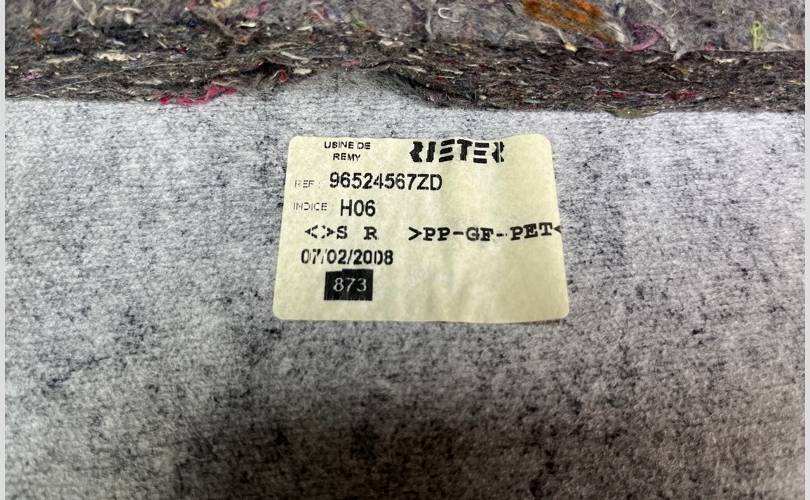 USINE DE
REMY
RIETER
REF : 96524567ZD
INDICE H06
<>S R >PP-GF-PET<
07/02/2008
873